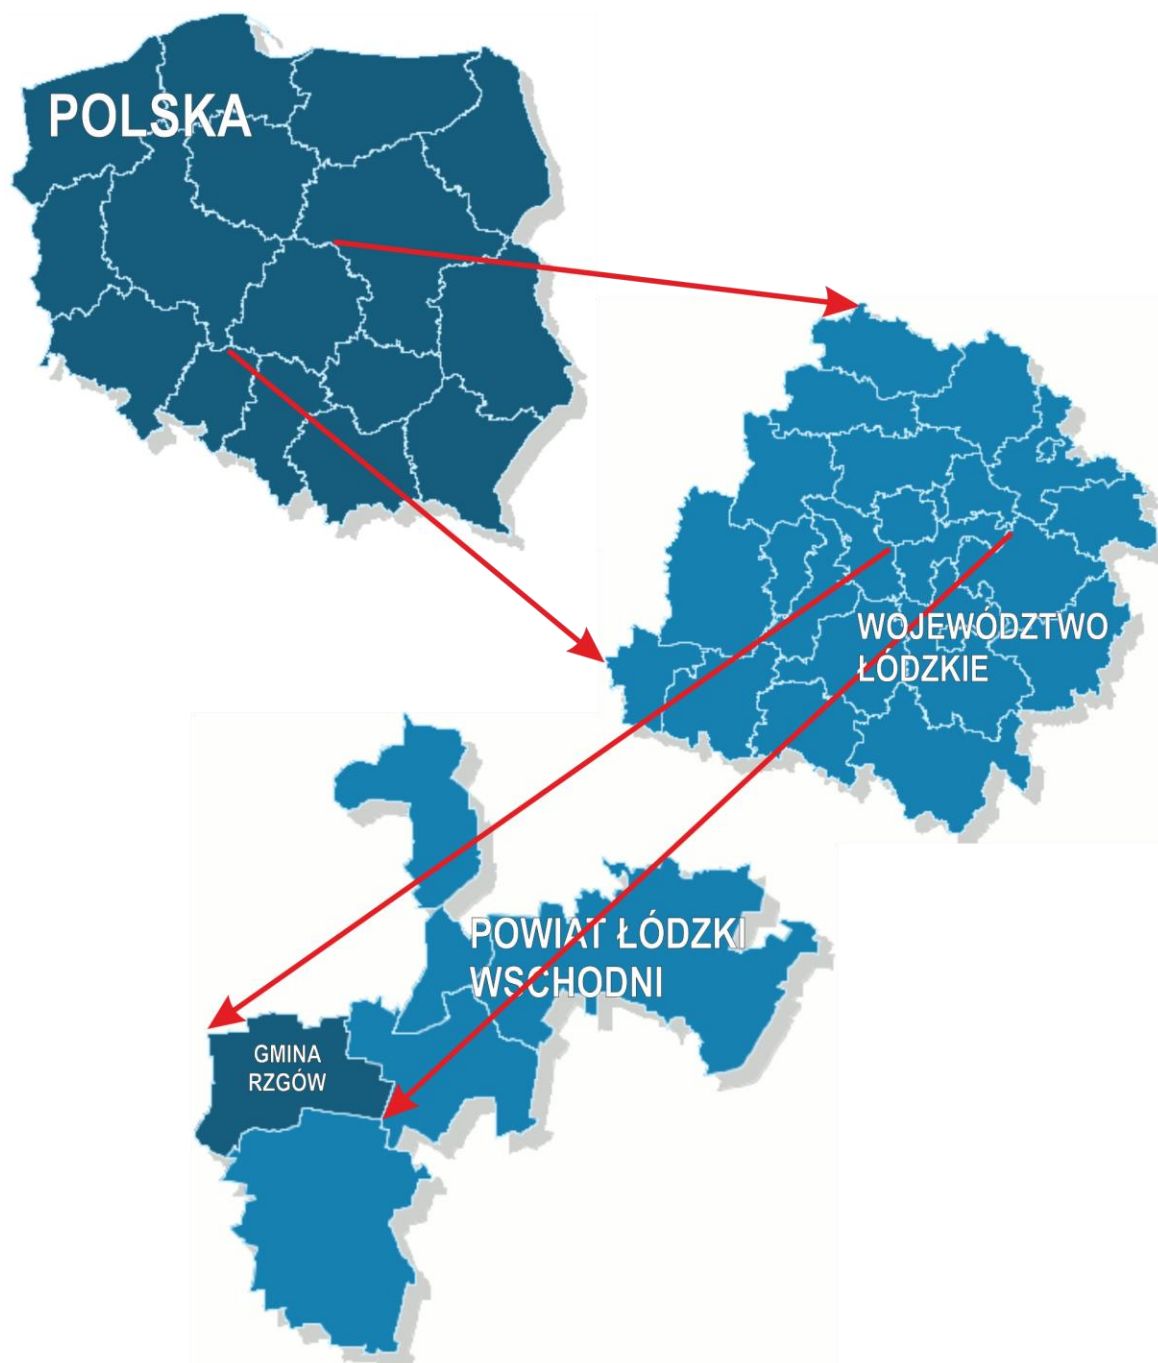 POLSKA
WOJEWÓDZTWO
ŁÓDZKIE
POWIAT ŁÓDZKI
WSCHODNI
GMINA
RZGÓW